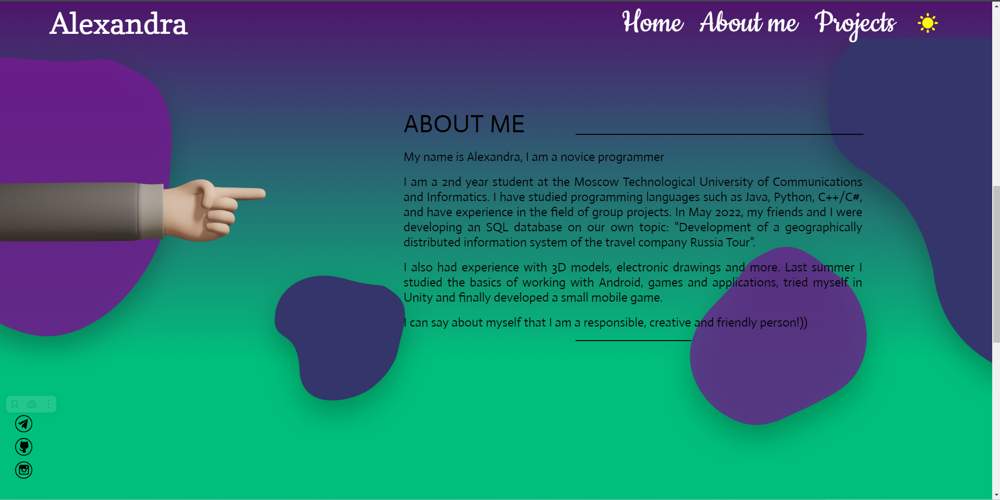 Alexandra
Home About me Projects
ABOUT ME
My name is Alexandra, I am a novice programmer
I am a 2nd year student at the Moscow Technological University of Communications
and Informatics. I have studied programming languages such as Java, Python, C++/C#,
and have experience in the field of group projects. In May 2022, my friends and I were
developing an SQL database on our own topic: "Development of a geographically
distributed information system of the travel company Russia Tour".
I also had experience with 3D models, electronic drawings and more. Last summer I
studied the basics of working with Android, games and applications, tried myself in
Unity and finally developed a small mobile game.
I can say about myself that I am a responsible, creative and friendly person!))